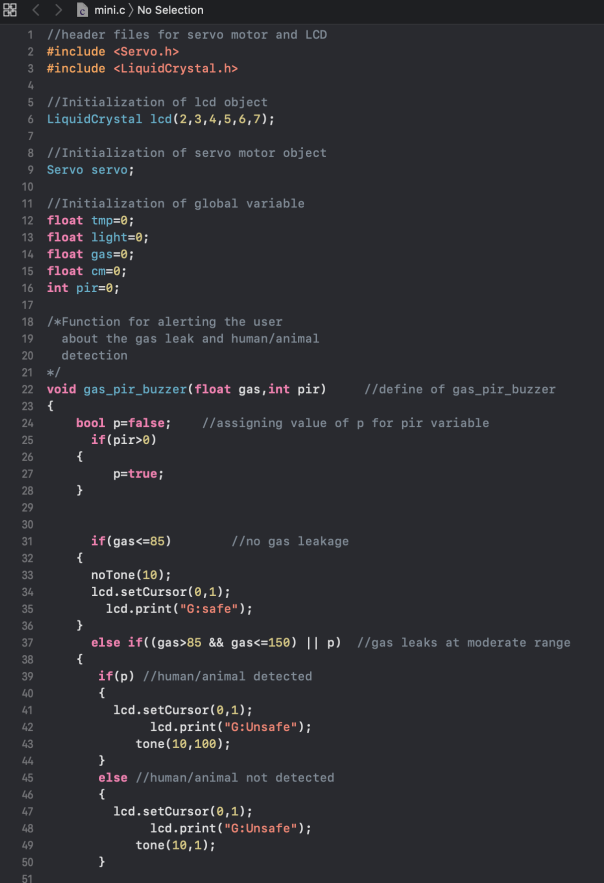 mini.c 〉 No Selection
1 //header files for servo motor and LCD
2 #include <Servo.h>
3 #include <LiquidCrystal.h>
4
5 //Initialization of lcd object
6 LiquidCrystal lcd(2,3,4,5,6,7);
7
8 //Initialization of servo motor object
9 Servo servo;
10
11 //Initialization of global variable
12 float tmp=0;
13 float light=0;
14 float gas=0;
15 float cm=0;
16 int pir=0;
17
18 /*Function for alerting the user
19   about the gas leak and human/animal
20   detection
21 */
22 void gas_pir_buzzer(float gas,int pir)     //define of gas_pir_buzzer
23 {
24     bool p=false;    //assigning value of p for pir variable
25       if(pir>0)
26     {
27          p=true;
28     }
29
30
31       if(gas<=85)        //no gas leakage
32     {
33       noTone(10);
34       lcd.setCursor(0,1);
35         lcd.print("G:safe");
36     }
37       else if((gas>85 && gas<=150) || p)  //gas leaks at moderate range
38     {
39        if(p) //human/animal detected
40        {
41          lcd.setCursor(0,1);
42               lcd.print("G:Unsafe");
43             tone(10,100);
44        }
45        else //human/animal not detected
46        {
47          lcd.setCursor(0,1);
48               lcd.print("G:Unsafe");
49             tone(10,1);
50        }
51